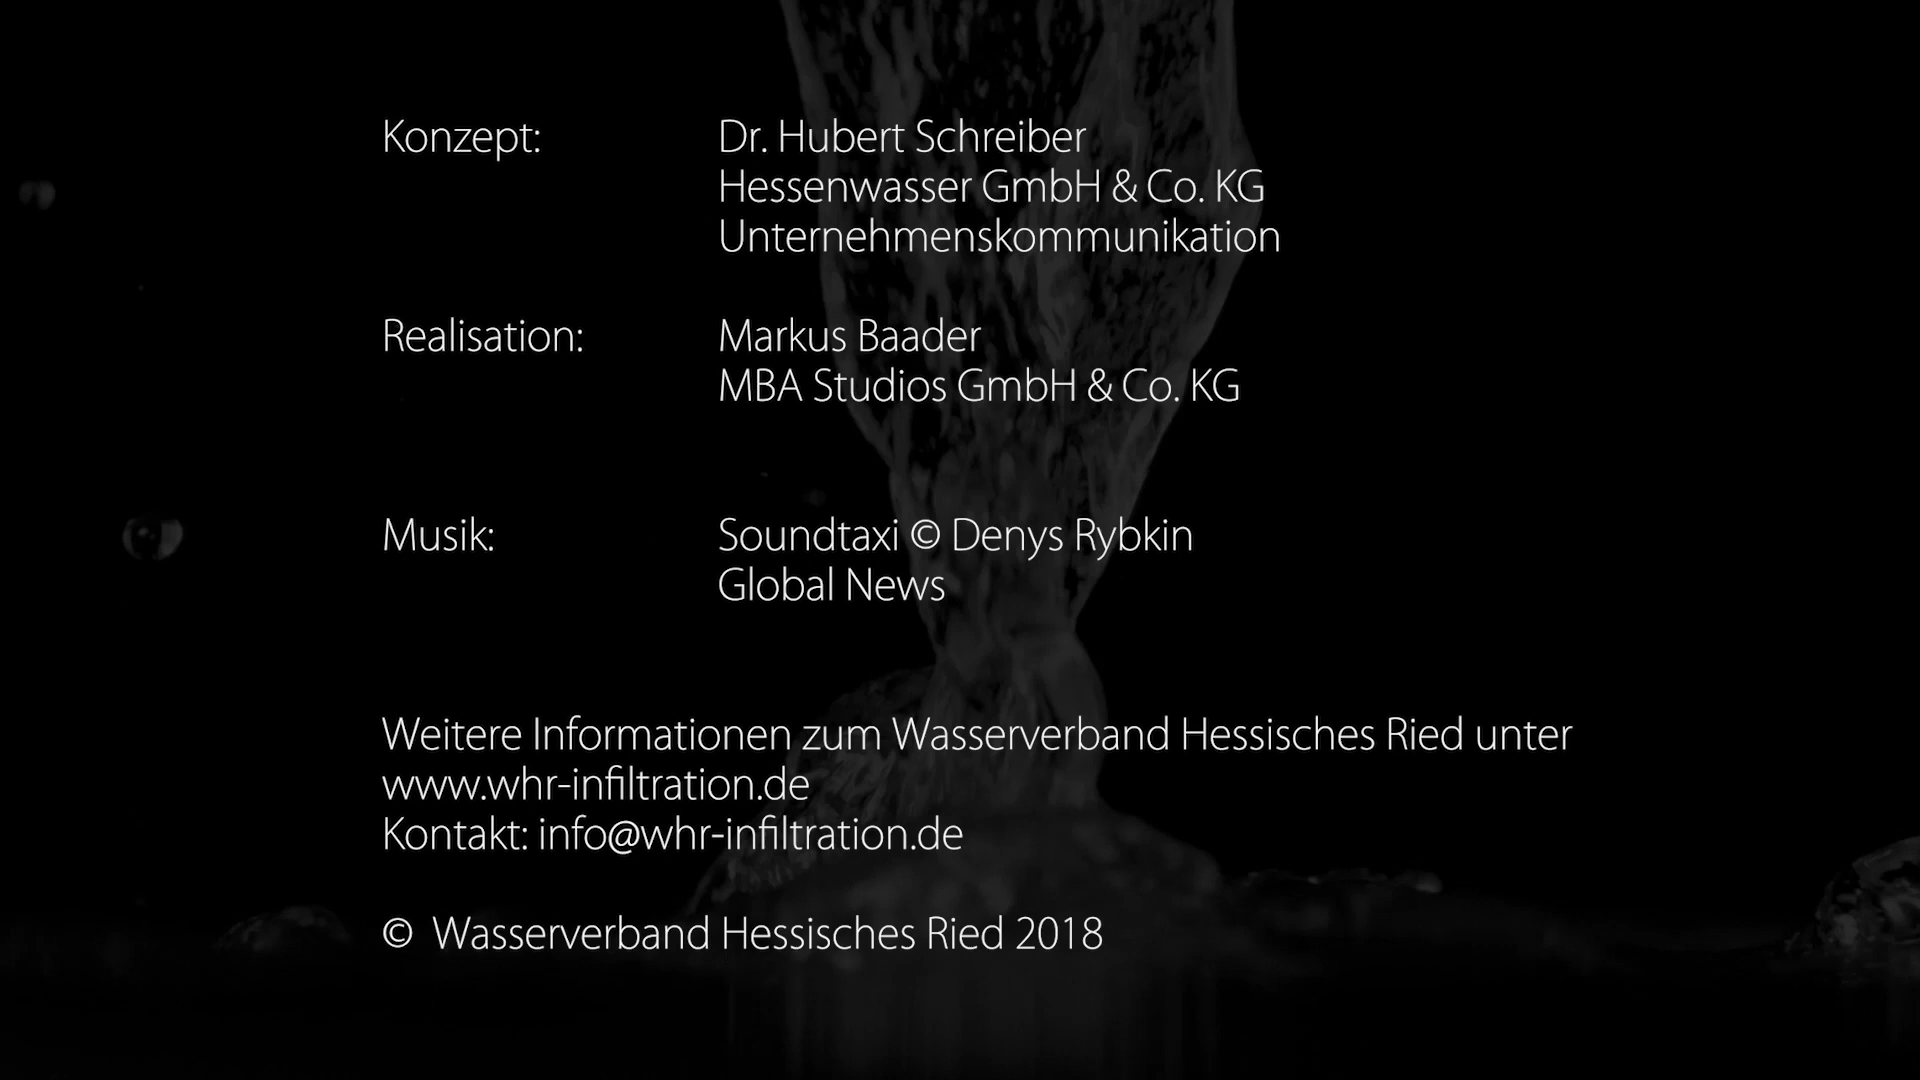 Konzept: Dr. Hubert Schreiber
Hessenwasser GmbH & Co. KG
Unternehmenskommunikation
Realisation: Markus Baader
MBA Studios GmbH & Co. KG
Musik: Soundtaxi © Denys Rybkin
Global News
Weitere Informationen zum Wasserverband Hessisches Ried unter
www.whr-infiltration.de
Kontakt: info@whr-infiltration.de
© Wasserverband Hessisches Ried 2018